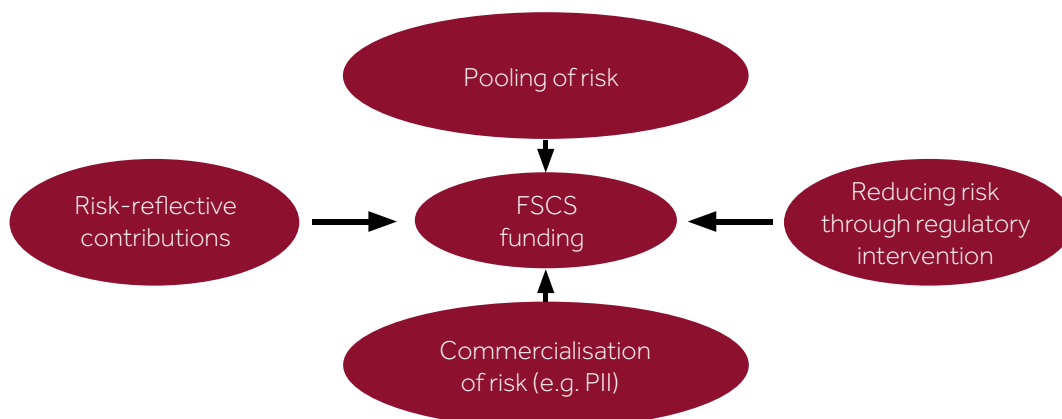 Pooling of risk
Risk-reflective
contributions
FSCS
funding
Reducing risk
through regulatory
intervention
Commercialisation
of risk (e.g. PII)